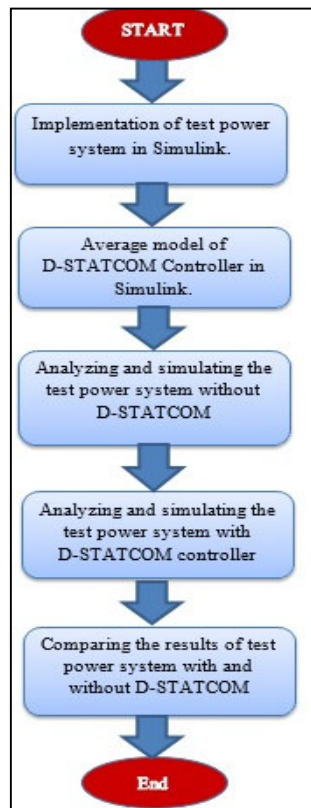 START
Implementation of test power
system in Simulink.
Average model of
D-STATCOM Controller in
Simulink.
Analyzing and simulating the
test power system without
D-STATCOM
Analyzing and simulating the
test power system with
D-STATCOM controller
Comparing the results of test
power system with and
without D-STATCOM
End